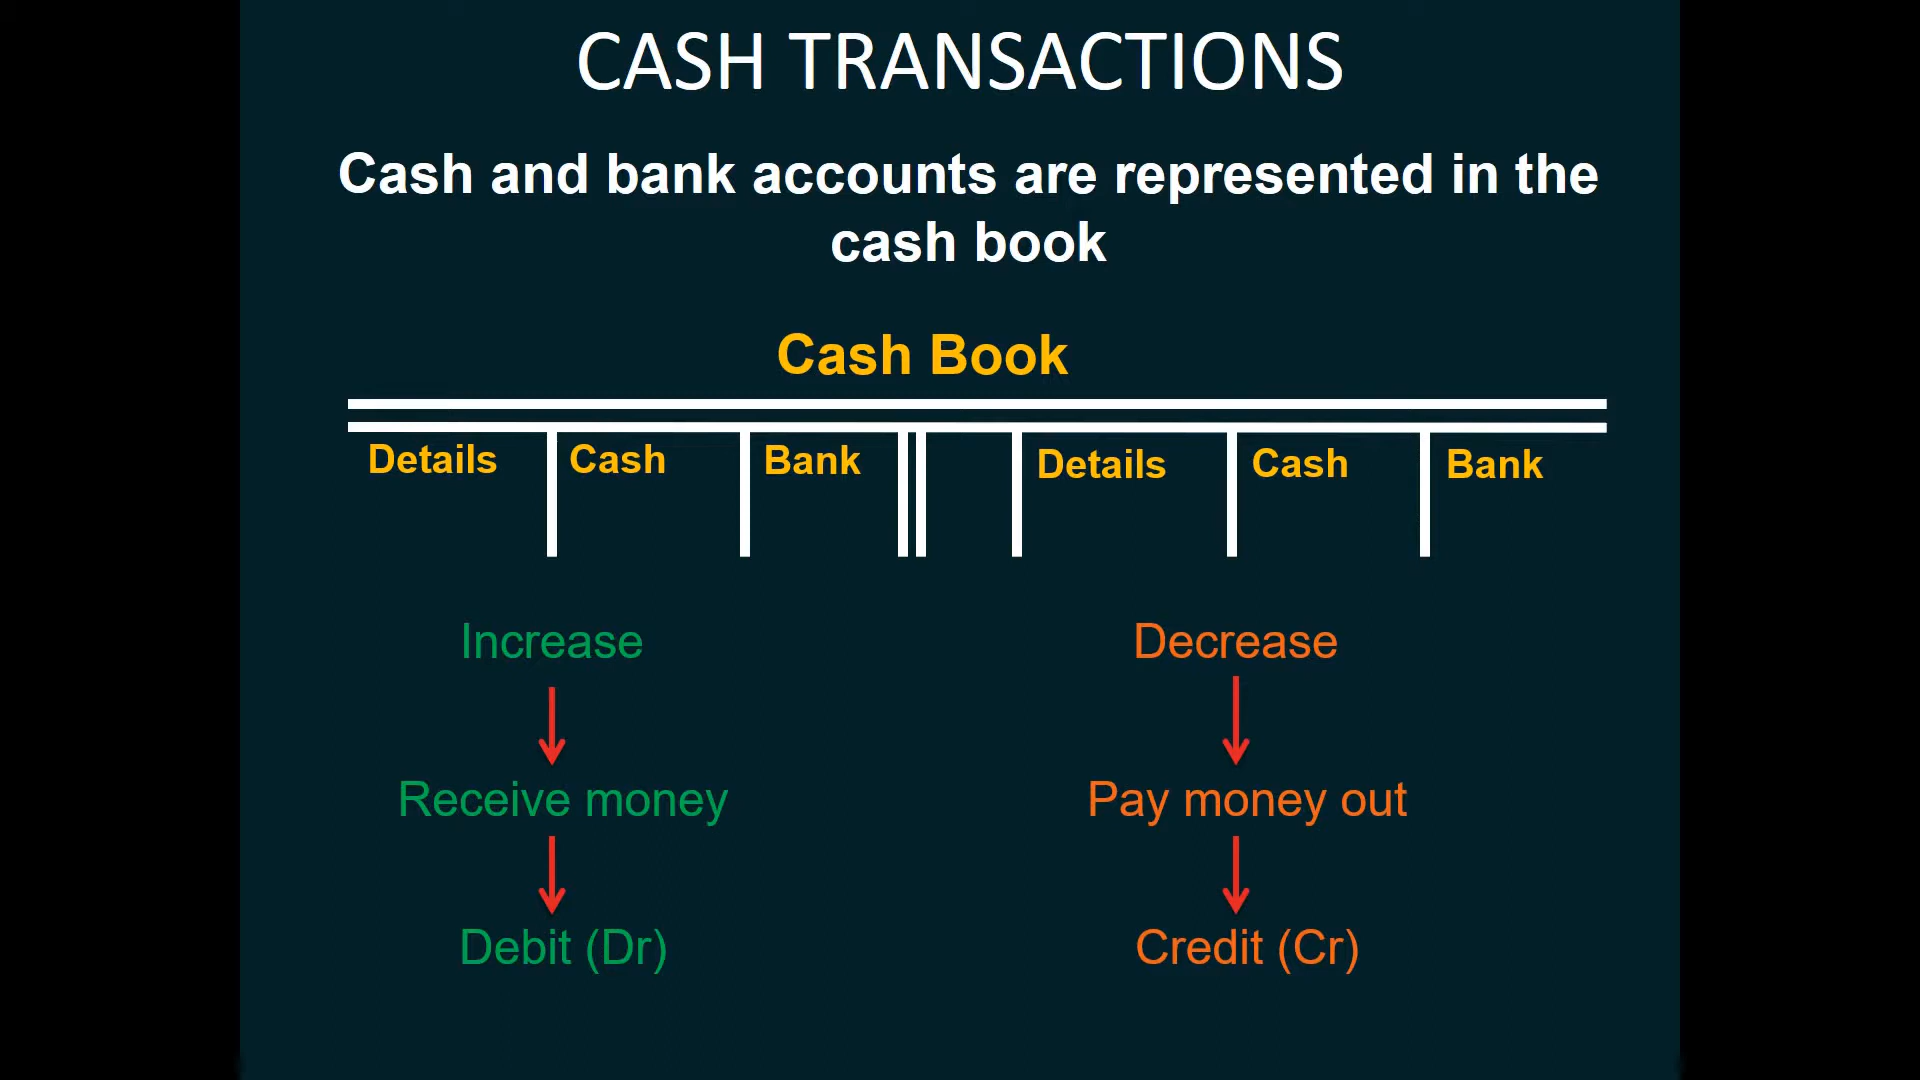 CASH TRANSACTIONS
Cash and bank accounts are represented in the
cash book
Cash Book
Details Cash Bank Details Cash Bank
Increase Decrease
Receive money Pay money out
Debit (Dr) Credit (Cr)